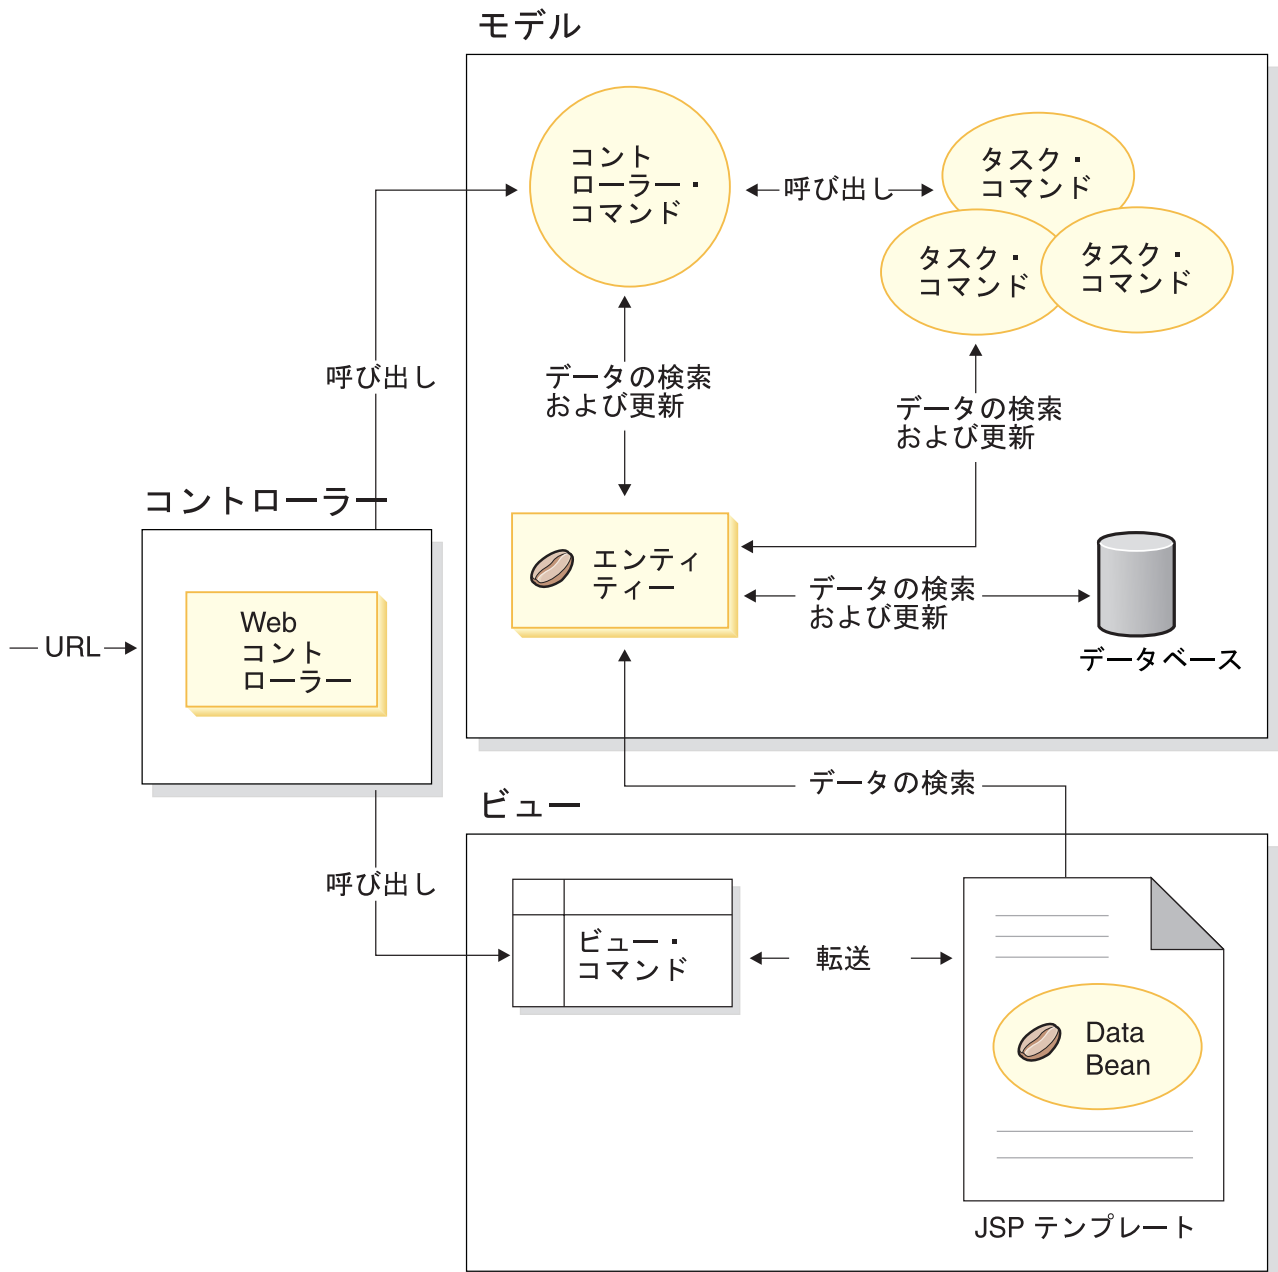 モデル
コント
ローラー・
コマンド
呼び出し
タスク・
コマンド
タスク・
コマンド
タスク・
コマンド
呼び出し
データの検索
および更新
データの検索
および更新
コントローラー
Web
コント
ローラー
URL
エンティ
ティー
データの検索
および更新
データベース
データの検索
ビュー
呼び出し
ビュー・
コマンド
転送
Data
Bean
JSP テンプレート